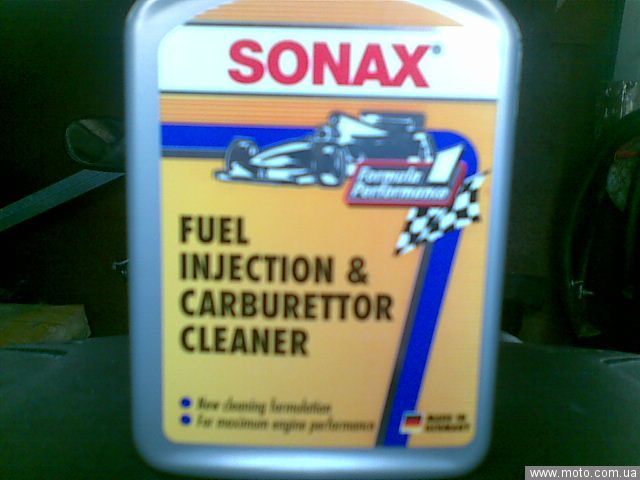 SONAX®
Formula 1
Performance
FUEL
INJECTION &
CARBURETTOR
CLEANER
New cleaning formulation
For maximum engine performance
MADE IN
GERMANY
www.moto.com.ua